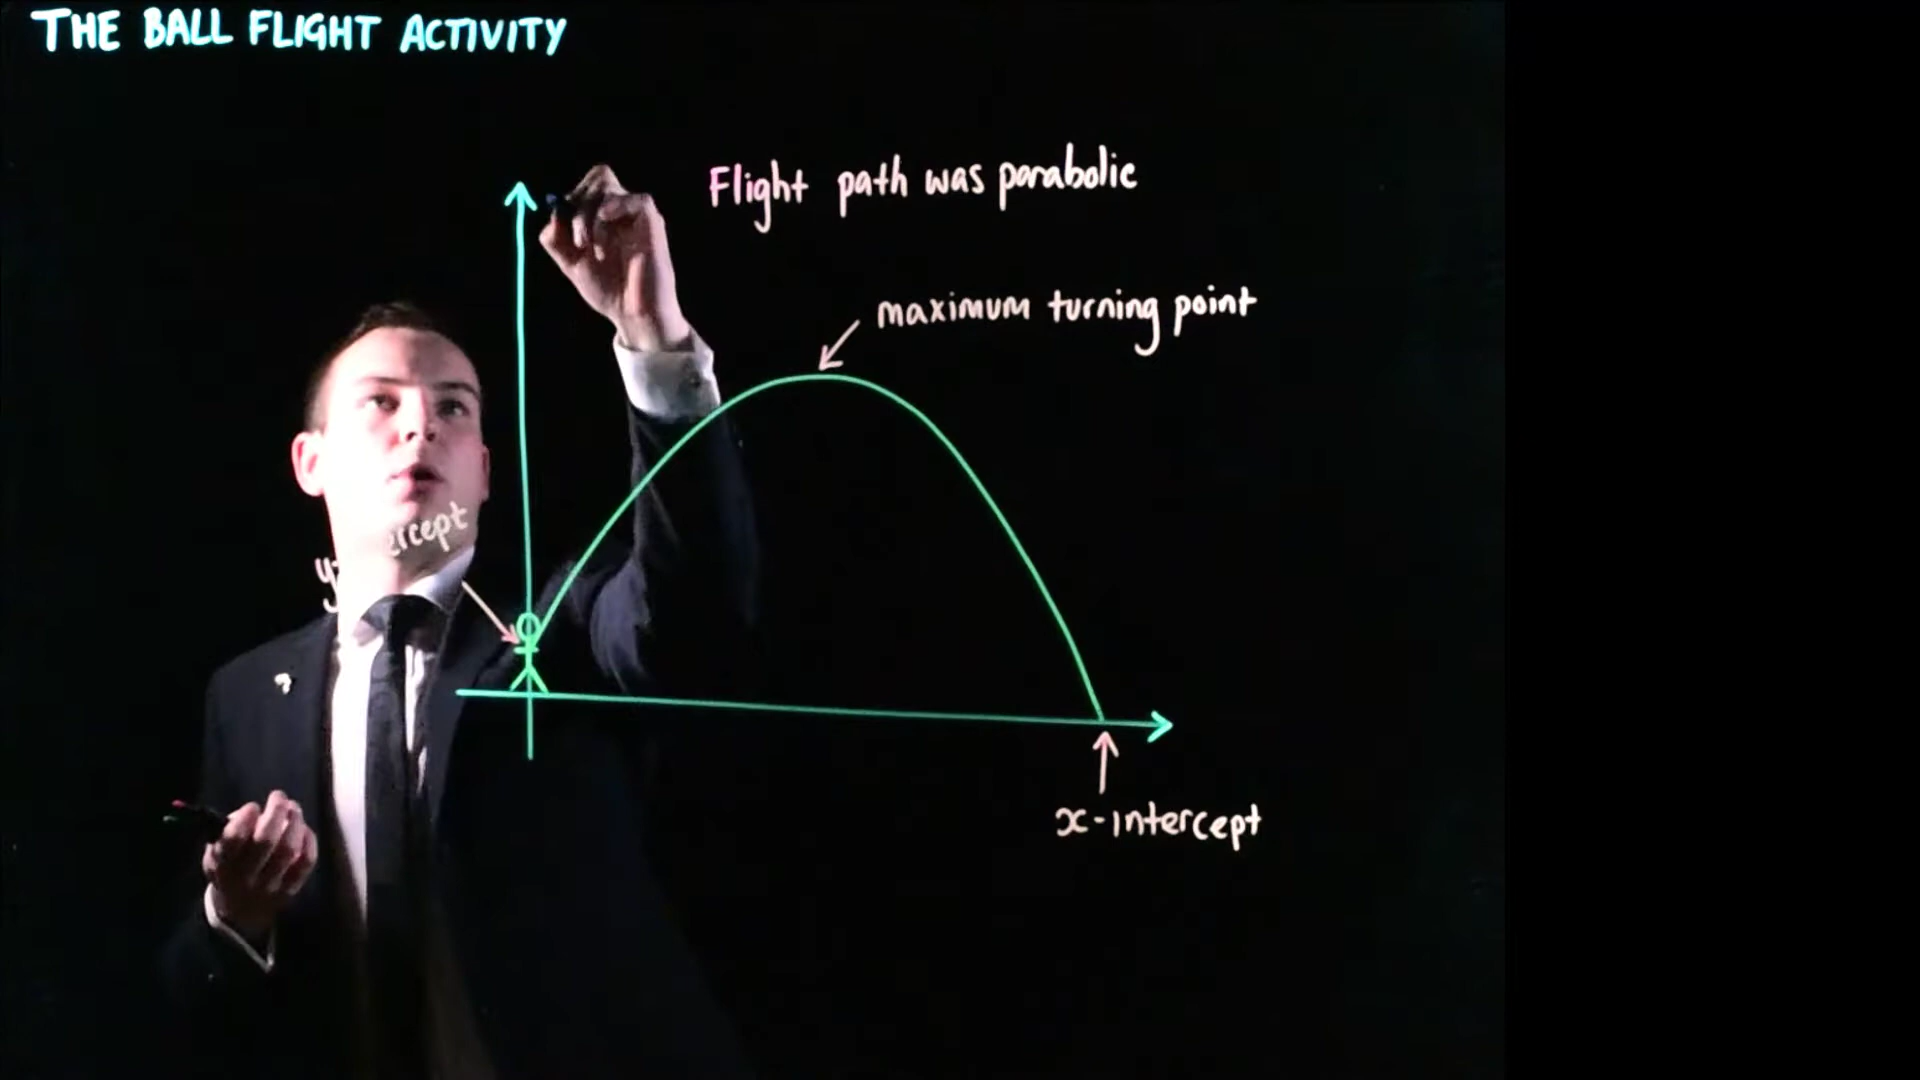 THE BALL FLIGHT ACTIVITY
Flight path was parabolic
maximum turning point
x-intercept